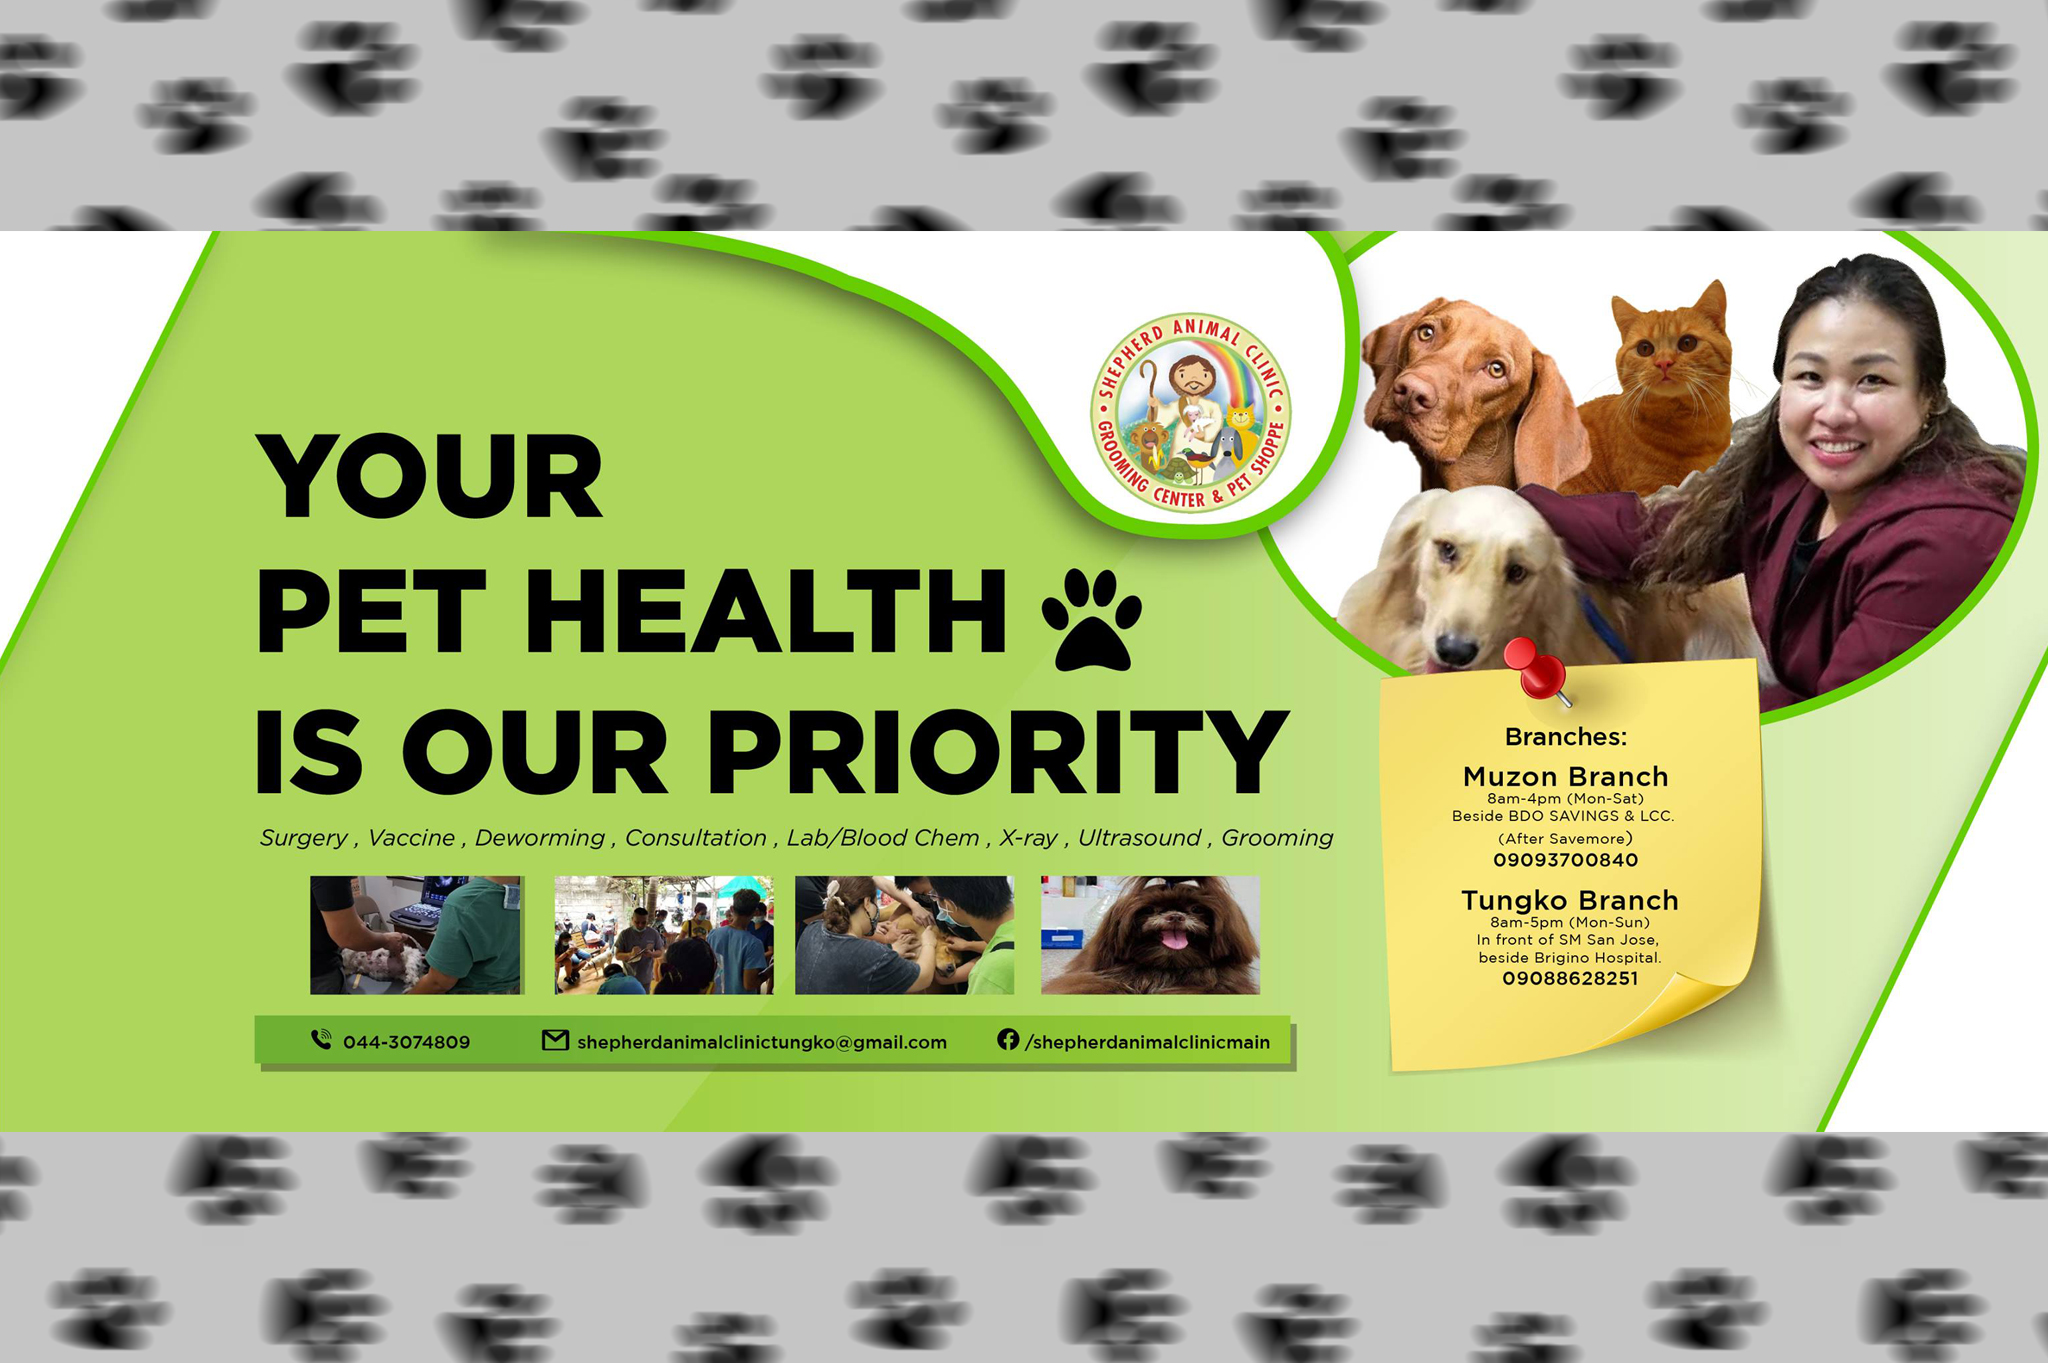 SHEPHERD ANIMAL CLINIC
GROOMING CENTER & PET SHOPPE
YOUR
PET HEALTH
IS OUR PRIORITY
Surgery , Vaccine , Deworming , Consultation , Lab/Blood Chem , X-ray , Ultrasound , Grooming
044-3074809
shepherdanimalclinictungko@gmail.com
/shepherdanimalclinicmain
Branches:
Muzon Branch
8am-4pm (Mon-Sat)
Beside BDO SAVINGS & LCC.
(After Savemore)
09093700840
Tungko Branch
8am-5pm (Mon-Sun)
In front of SM San Jose,
beside Brigino Hospital.
09088628251